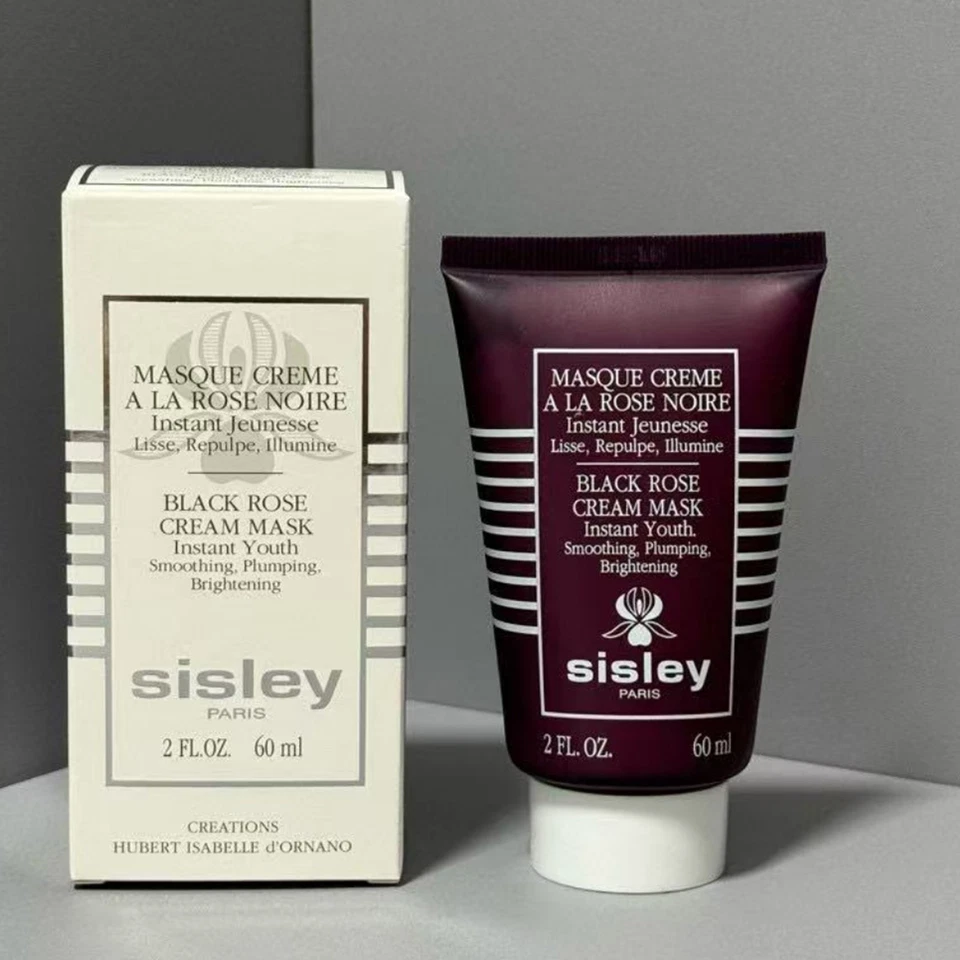 MASQUE CREME
A LA ROSE NOIRE
Instant Jeunesse
Lisse, Repulpe, Illumine
BLACK ROSE
CREAM MASK
Instant Youth
Smoothing, Plumping,
Brightening
sisley
PARIS
2 FL.OZ. 60 ml
CREATIONS
HUBERT ISABELLE d'ORNANO
MASQUE CREME
A LA ROSE NOIRE
Instant Jeunesse
Lisse, Repulpe, Illumine
BLACK ROSE
CREAM MASK
Instant Youth.
Smoothing, Plumping,
Brightening
sisley
PARIS
2 FL. OZ. 60 ml